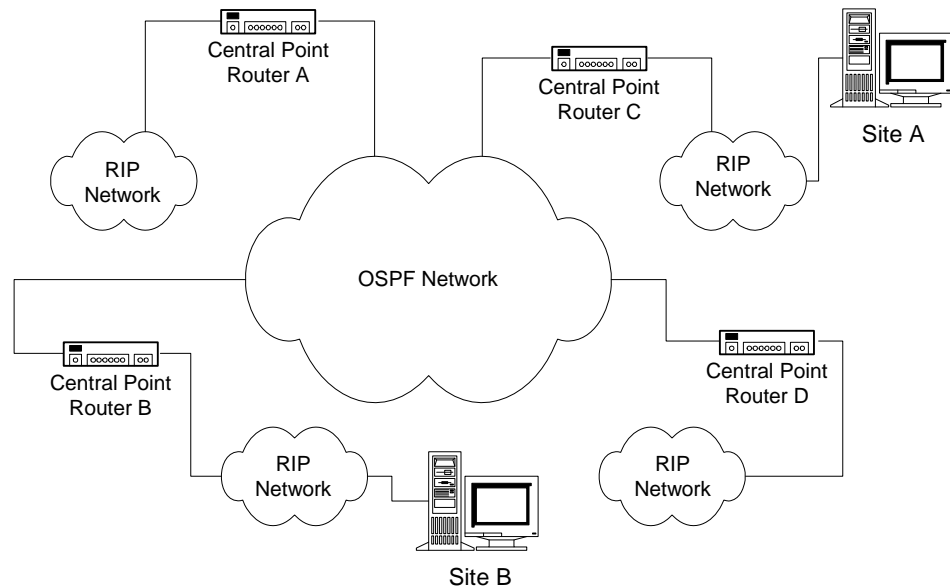 Central Point
Router A
Central Point
Router C
Site A
RIP
Network
RIP
Network
OSPF Network
Central Point
Router B
Central Point
Router D
RIP
Network
RIP
Network
Site B